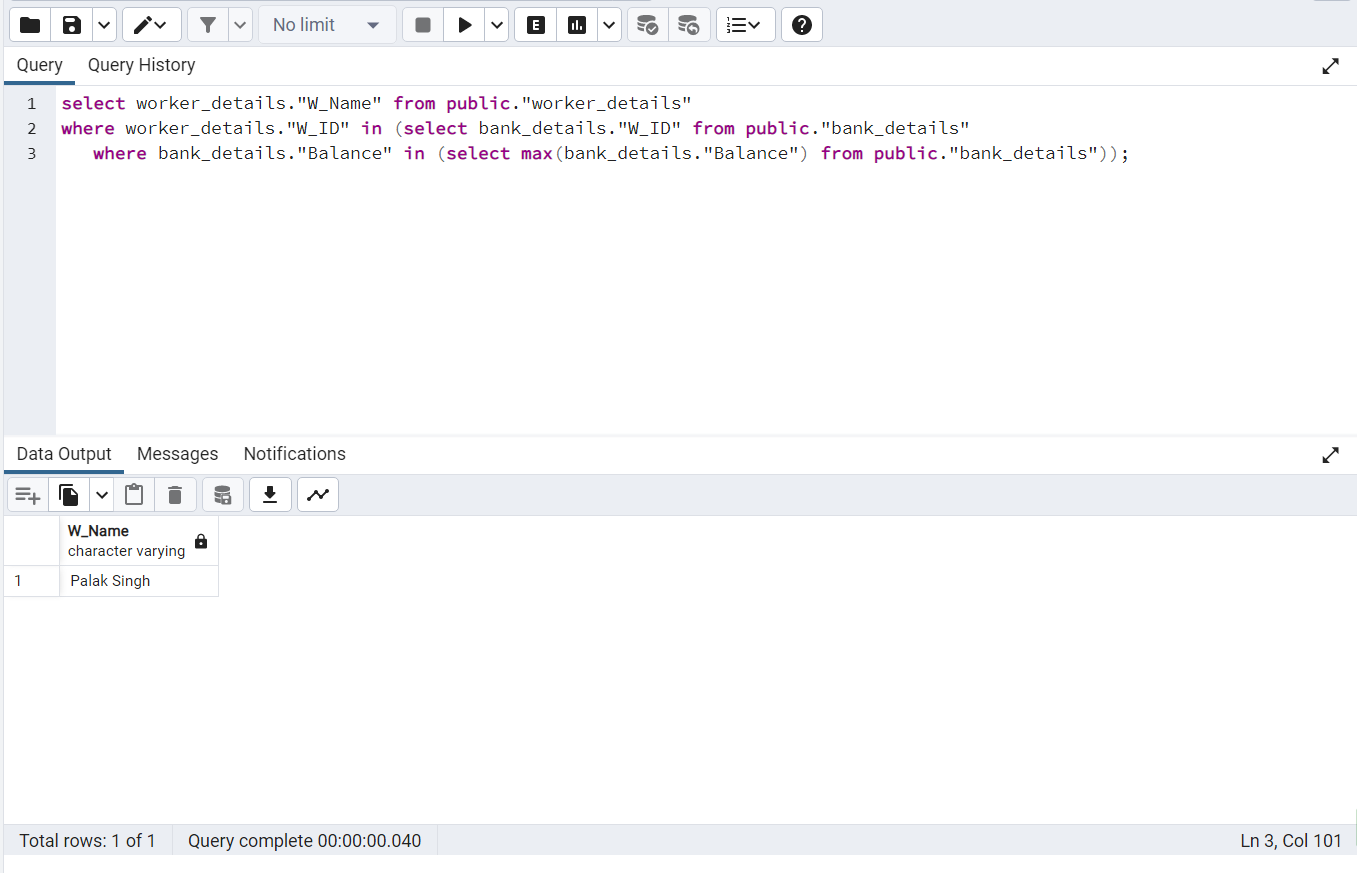 No limit
E
Query Query History
1 select worker_details."W_Name" from public."worker_details"
2 where worker_details."W_ID" in (select bank_details."W_ID" from public."bank_details"
3 where bank_details."Balance" in (select max(bank_details."Balance") from public."bank_details"));
Data Output Messages Notifications
W_Name
character varying
1 Palak Singh
Total rows: 1 of 1 Query complete 00:00:00.040 Ln 3, Col 101